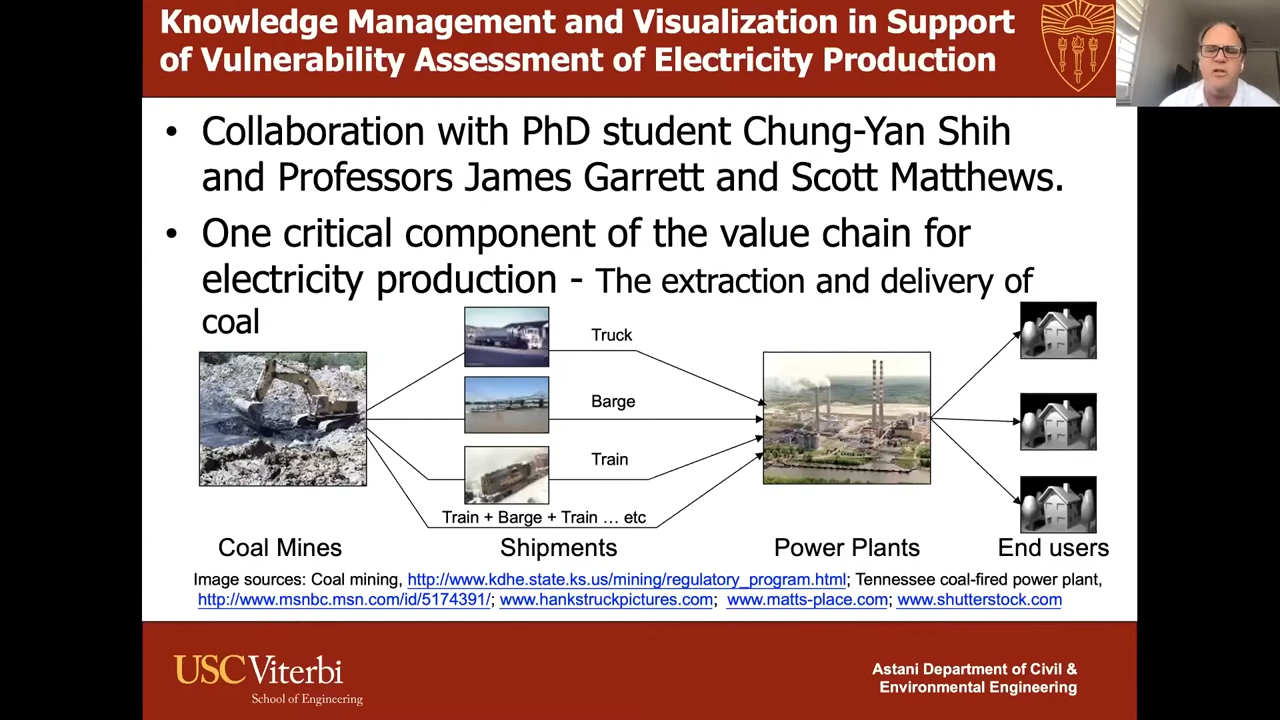 Knowledge Management and Visualization in Support
of Vulnerability Assessment of Electricity Production
• Collaboration with PhD student Chung-Yan Shih
and Professors James Garrett and Scott Matthews.
• One critical component of the value chain for
electricity production - The extraction and delivery of
coal
Truck
Barge
Train
Train + Barge + Train … etc
Coal Mines
Shipments
Power Plants
End users
Image sources: Coal mining, http://www.kdhe.state.ks.us/mining/regulatory_program.html; Tennessee coal-fired power plant,
http://www.msnbc.msn.com/id/5174391/; www.hankstruckpictures.com; www.matts-place.com; www.shutterstock.com
USC Viterbi
School of Engineering
Astani Department of Civil &
Environmental Engineering